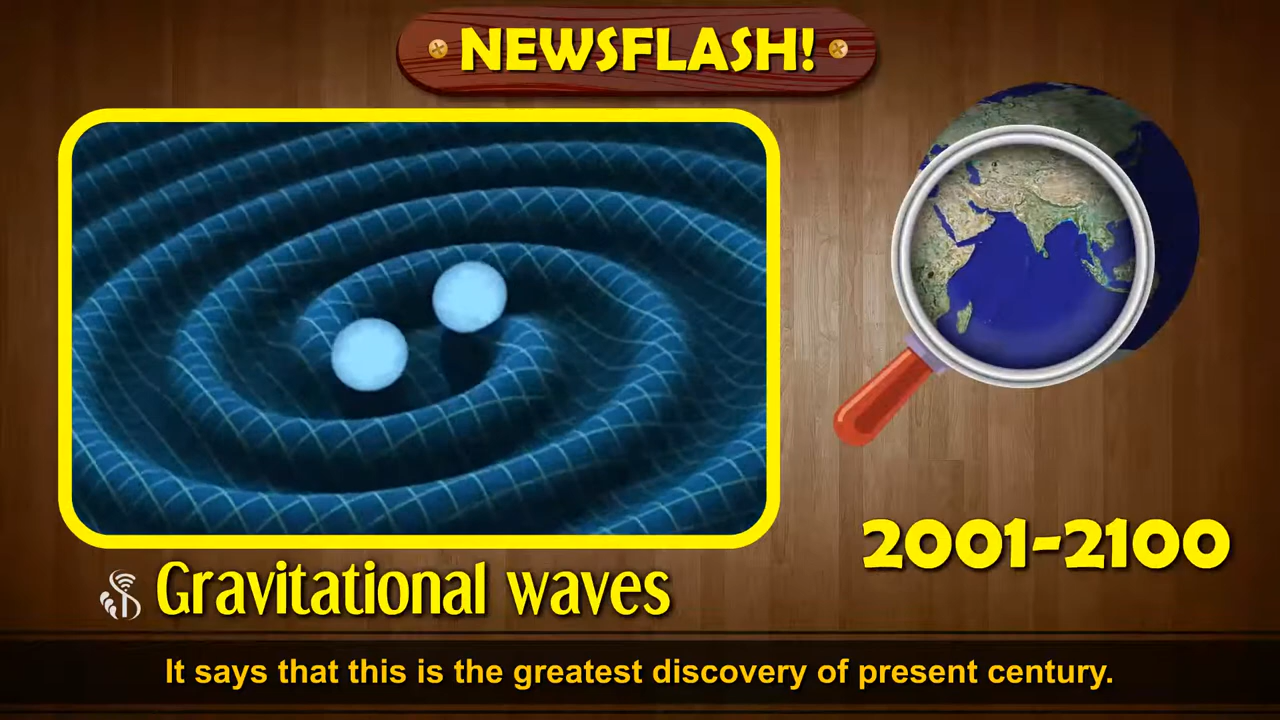 NEWSFLASH!
2001-2100
Gravitational waves
It says that this is the greatest discovery of present century.